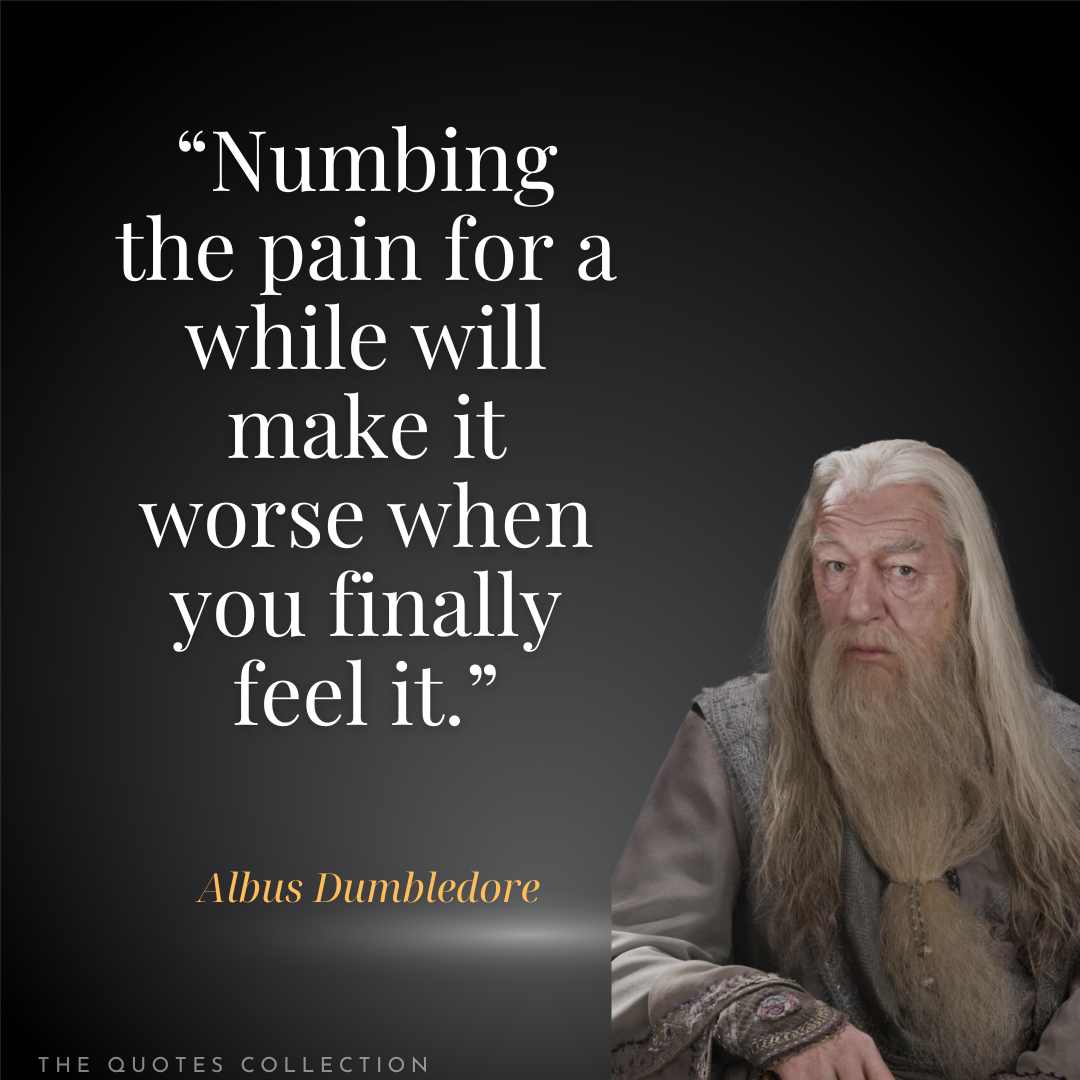 “Numbing
the pain for a
while will
make it
worse when
you finally
feel it.”
Albus Dumbledore
THE QUOTES COLLECTION